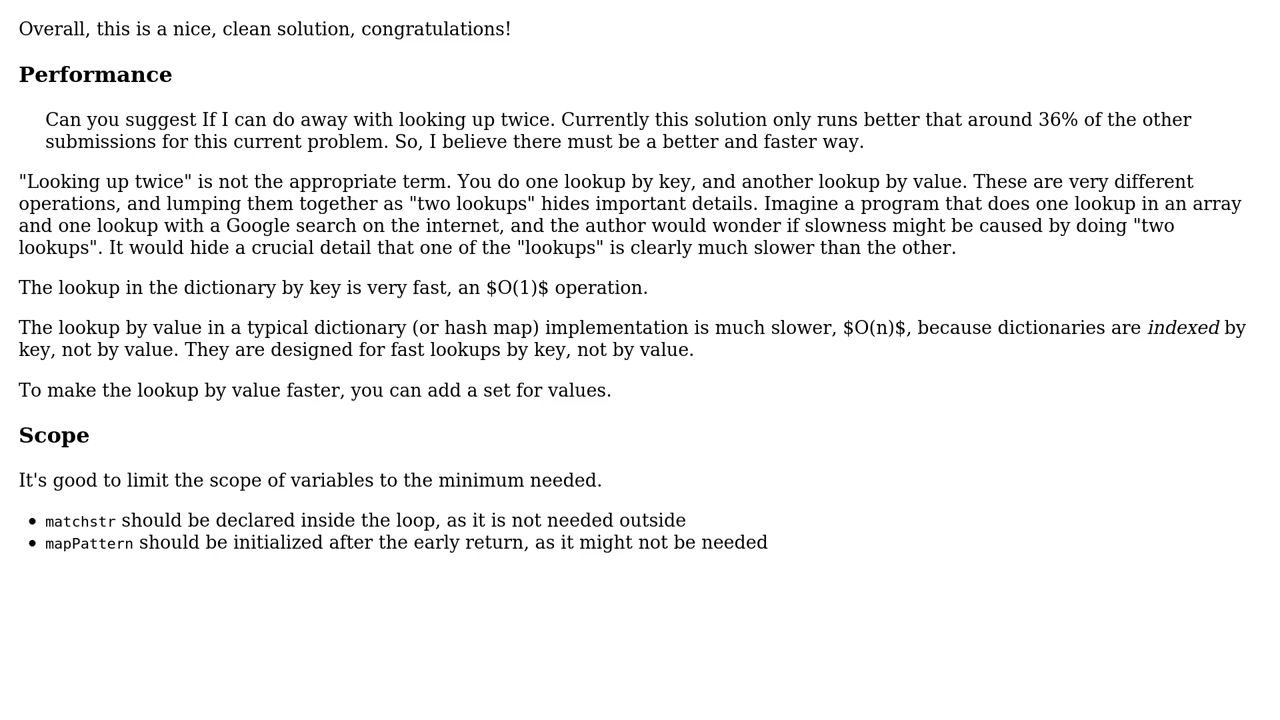 Overall, this is a nice, clean solution, congratulations!
Performance
Can you suggest If I can do away with looking up twice. Currently this solution only runs better that around 36% of the other
submissions for this current problem. So, I believe there must be a better and faster way.
"Looking up twice" is not the appropriate term. You do one lookup by key, and another lookup by value. These are very different
operations, and lumping them together as "two lookups" hides important details. Imagine a program that does one lookup in an array
and one lookup with a Google search on the internet, and the author would wonder if slowness might be caused by doing "two
lookups". It would hide a crucial detail that one of the "lookups" is clearly much slower than the other.
The lookup in the dictionary by key is very fast, an $O(1)$ operation.
The lookup by value in a typical dictionary (or hash map) implementation is much slower, $O(n)$, because dictionaries are indexed by
key, not by value. They are designed for fast lookups by key, not by value.
To make the lookup by value faster, you can add a set for values.
Scope
It's good to limit the scope of variables to the minimum needed.
• matchstr should be declared inside the loop, as it is not needed outside
• mapPattern should be initialized after the early return, as it might not be needed